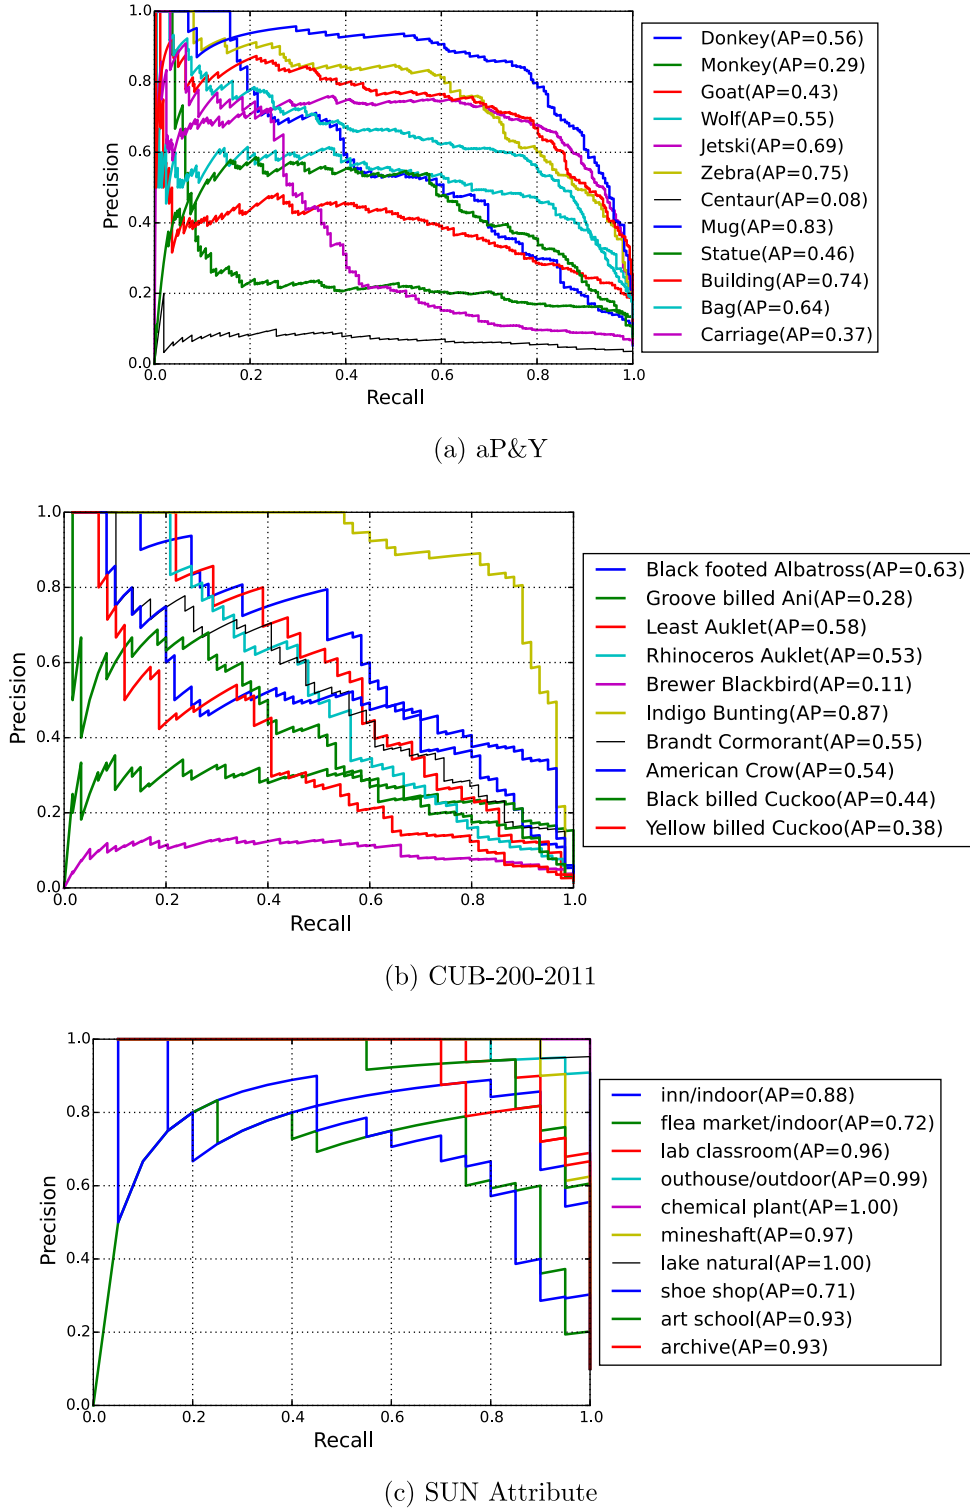 1.0
0.8
0.6
0.4
0.2
0.0
Precision
0.0 0.2 0.4 0.6 0.8 1.0
Recall
Donkey(AP=0.56)
Monkey(AP=0.29)
Goat(AP=0.43)
Wolf(AP=0.55)
Jetski(AP=0.69)
Zebra(AP=0.75)
Centaur(AP=0.08)
Mug(AP=0.83)
Statue(AP=0.46)
Building(AP=0.74)
Bag(AP=0.64)
Carriage(AP=0.37)
(a) aP&Y
1.0
0.8
0.6
0.4
0.2
0.0
Precision
0.0 0.2 0.4 0.6 0.8 1.0
Recall
Black footed Albatross(AP=0.63)
Groove billed Ani(AP=0.28)
Least Auklet(AP=0.58)
Rhinoceros Auklet(AP=0.53)
Brewer Blackbird(AP=0.11)
Indigo Bunting(AP=0.87)
Brandt Cormorant(AP=0.55)
American Crow(AP=0.54)
Black billed Cuckoo(AP=0.44)
Yellow billed Cuckoo(AP=0.38)
(b) CUB-200-2011
1.0
0.8
0.6
0.4
0.2
0.0
Precision
0.0 0.2 0.4 0.6 0.8 1.0
Recall
inn/indoor(AP=0.88)
flea market/indoor(AP=0.72)
lab classroom(AP=0.96)
outhouse/outdoor(AP=0.99)
chemical plant(AP=1.00)
mineshaft(AP=0.97)
lake natural(AP=1.00)
shoe shop(AP=0.71)
art school(AP=0.93)
archive(AP=0.93)
(c) SUN Attribute